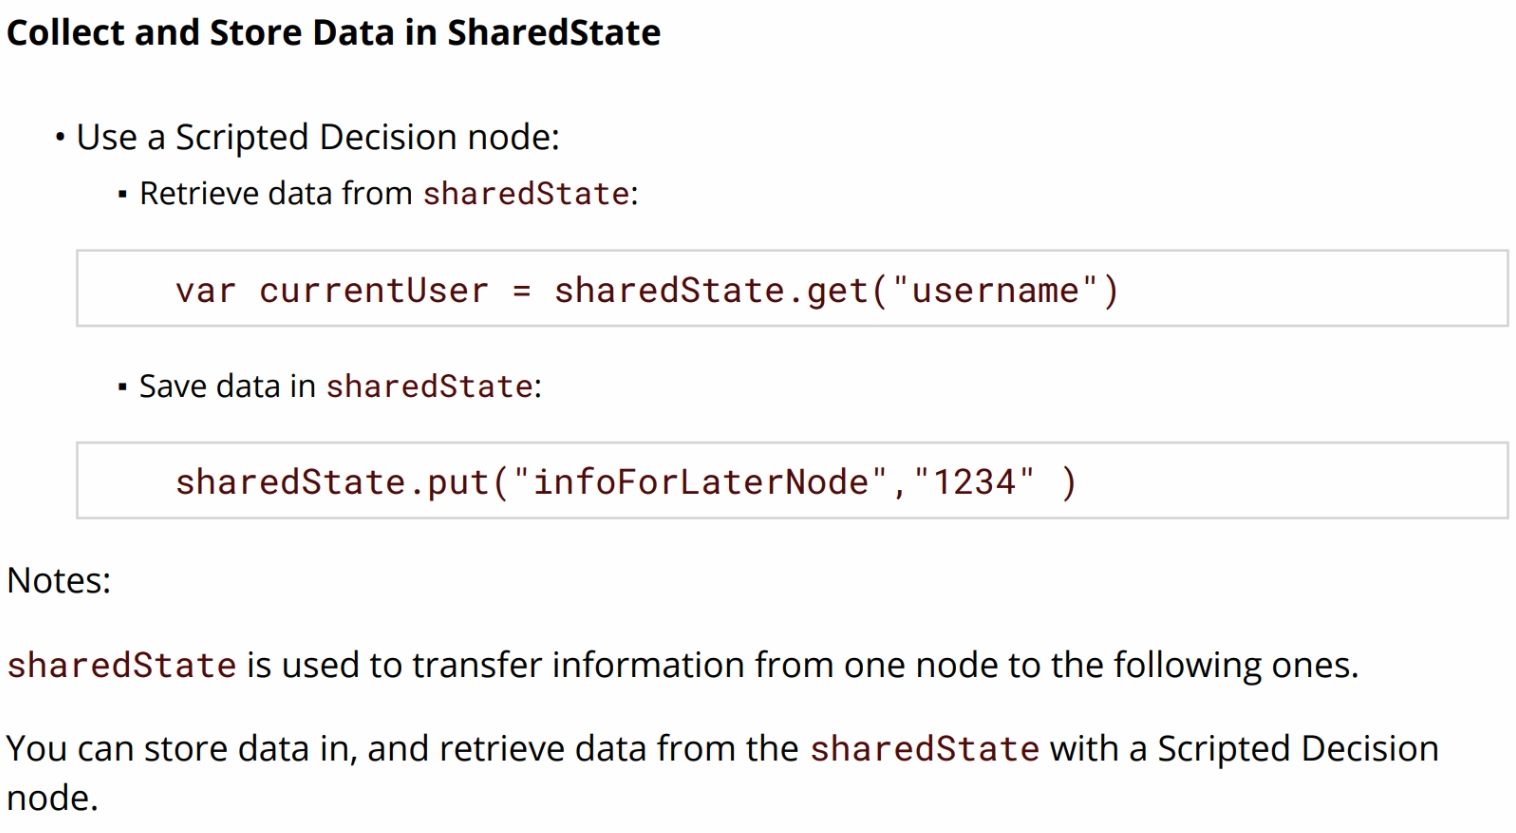 Collect and Store Data in SharedState
• Use a Scripted Decision node:
▪ Retrieve data from sharedState:
var currentUser = sharedState.get("username")
▪ Save data in sharedState:
sharedState.put("infoForLaterNode","1234" )
Notes:
sharedState is used to transfer information from one node to the following ones.
You can store data in, and retrieve data from the sharedState with a Scripted Decision
node.